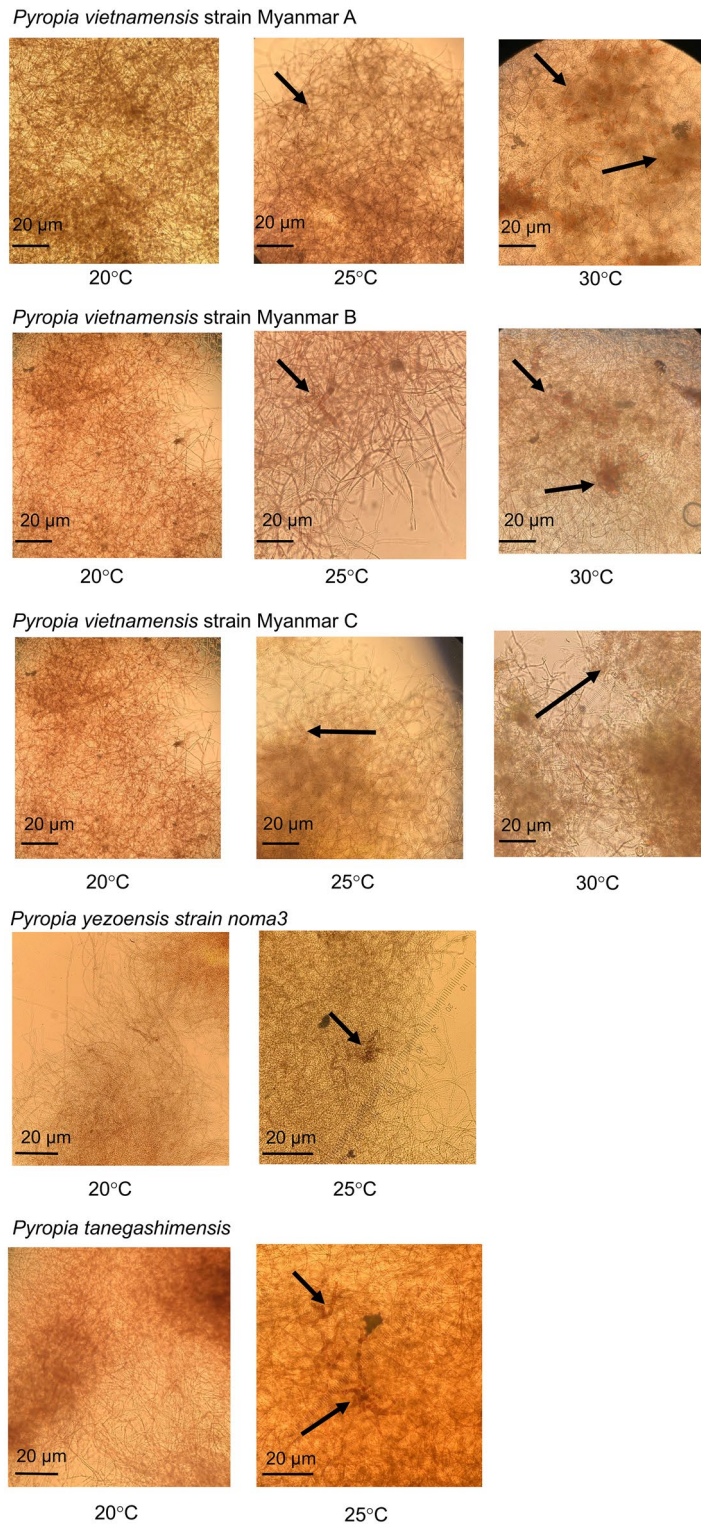 Pyropia vietnamensis strain Myanmar A
20 µm 20 µm 20 µm
20°C 25°C 30°C
Pyropia vietnamensis strain Myanmar B
20 µm 20 µm 20 µm
20°C 25°C 30°C
Pyropia vietnamensis strain Myanmar C
20 µm 20 µm 20 µm
20°C 25°C 30°C
Pyropia yezoensis strain noma3
20 µm 20 µm
20°C 25°C
Pyropia tanegashimensis
20 µm 20 µm
20°C 25°C